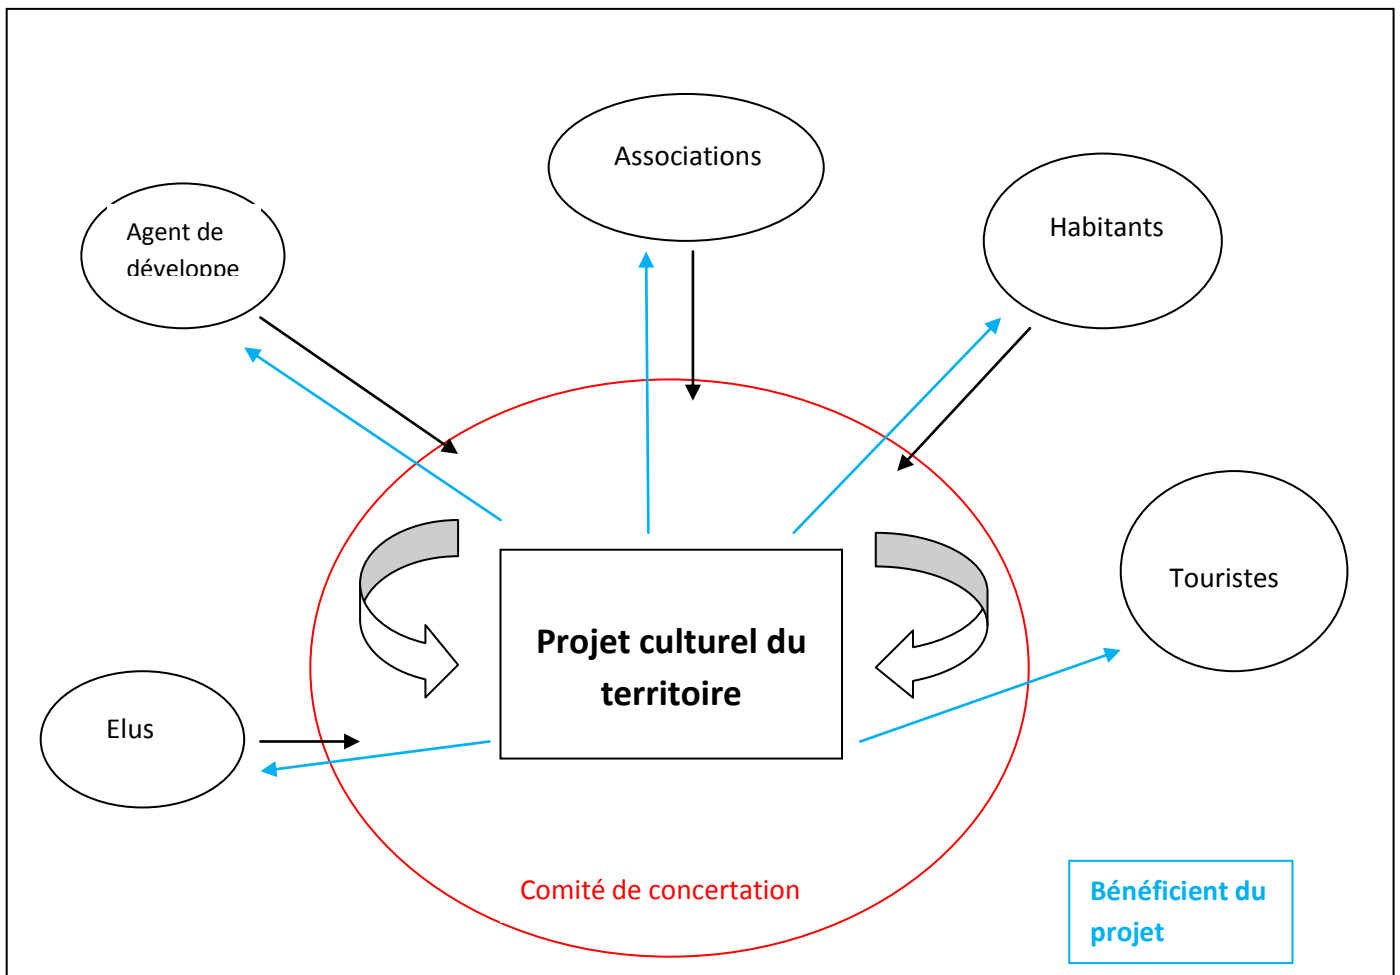 Associations
Habitants
Agent de
développe
Touristes
Projet culturel du
territoire
Elus
Comité de concertation
Bénéficient du
projet